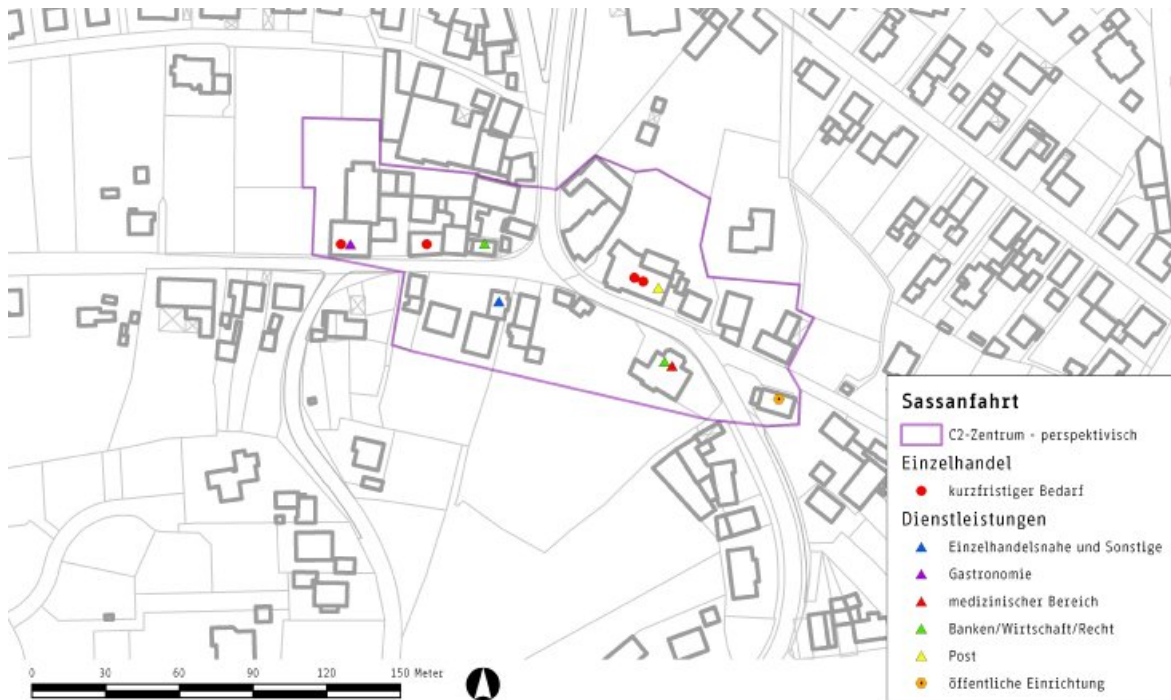 Sassanfahrt
C2-Zentrum - perspektivisch
Einzelhandel
kurzfristiger Bedarf
Dienstleistungen
Einzelhandelsnahe und Sonstige
Gastronomie
medizinischer Bereich
Banken/Wirtschaft/Recht
Post
öffentliche Einrichtung
0 30 60 90 120 150 Meter